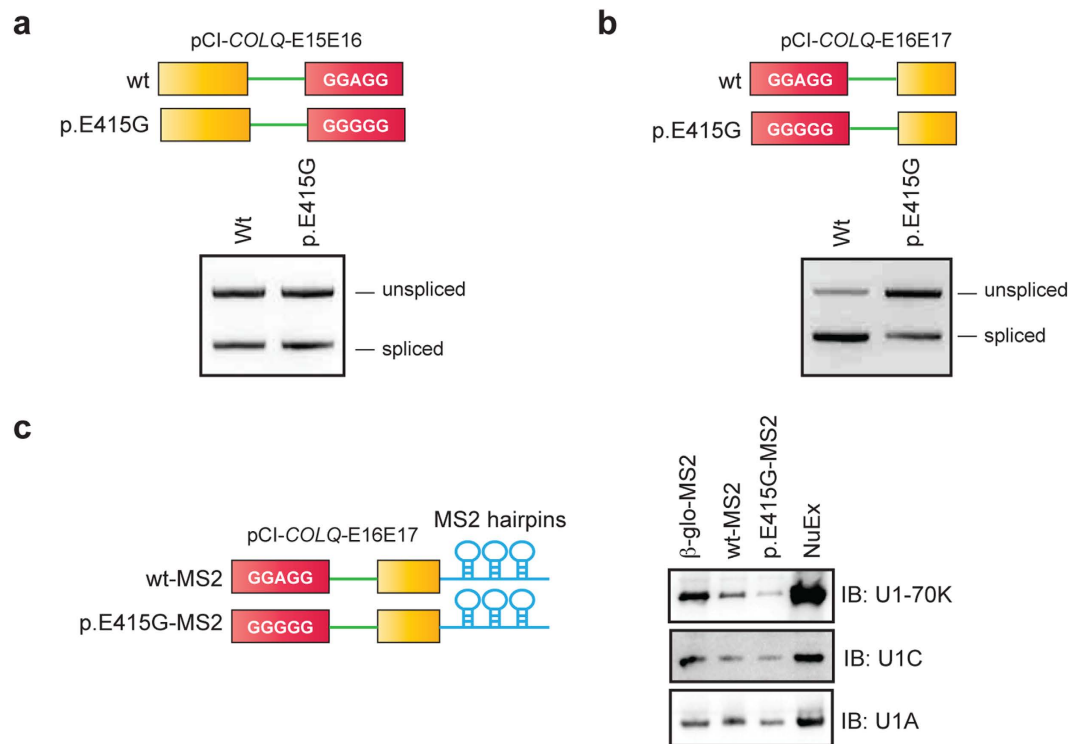 a
pCI-COLQ-E15E16
wt
GGAGG
p.E415G
GGGGG
Wt
p.E415G
unspliced
spliced
b
pCI-COLQ-E16E17
wt
GGAGG
p.E415G
GGGGG
Wt
p.E415G
unspliced
spliced
c
MS2 hairpins
pCI-COLQ-E16E17
wt-MS2
GGAGG
p.E415G-MS2
GGGGG
β-glo-MS2
wt-MS2
p.E415G-MS2
NuEx
IB: U1-70K
IB: U1C
IB: U1A